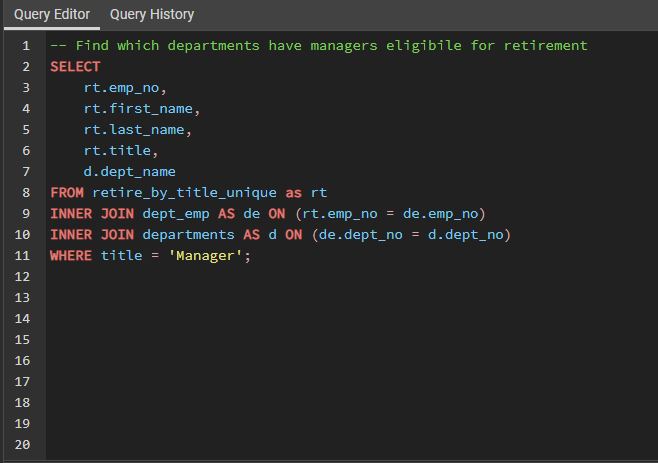 Query Editor Query History
1 -- Find which departments have managers eligibile for retirement
2 SELECT
3 rt.emp_no,
4 rt.first_name,
5 rt.last_name,
6 rt.title,
7 d.dept_name
8 FROM retire_by_title_unique as rt
9 INNER JOIN dept_emp AS de ON (rt.emp_no = de.emp_no)
10 INNER JOIN departments AS d ON (de.dept_no = d.dept_no)
11 WHERE title = 'Manager';
12
13
14
15
16
17
18
19
20